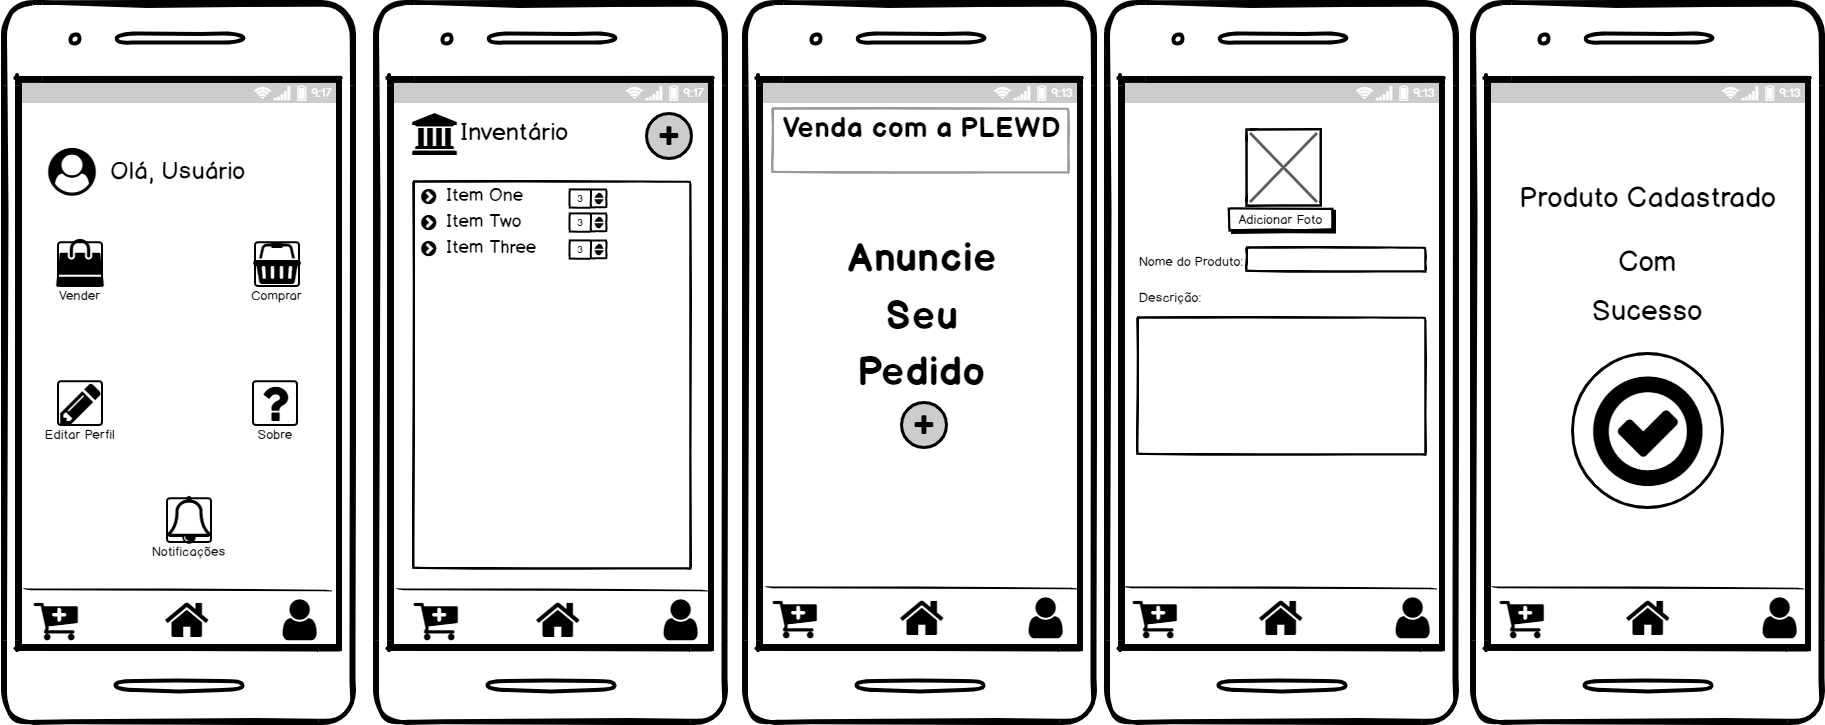 9:17
Olá, Usuário
Vender
Comprar
Editar Perfil
Sobre
Notificações
9:17
Inventário
Item One 3
Item Two 3
Item Three 3
9:13
Venda com a PLEWD
Anuncie
Seu
Pedido
9:13
Adicionar Foto
Nome do Produto:
Descrição:
9:13
Produto Cadastrado
Com
Sucesso